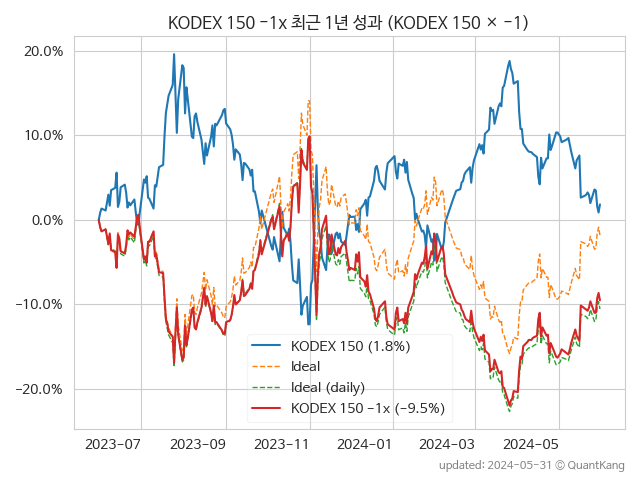 KODEX 150 −1x 최근 1년 성과 (KODEX 150 × −1)
20.0%
10.0%
0.0%
−10.0%
−20.0%
KODEX 150 (1.8%)
Ideal
Ideal (daily)
KODEX 150 −1x (−9.5%)
2023−07 2023−09 2023−11 2024−01 2024−03 2024−05
updated: 2024−05−31 © QuantKang